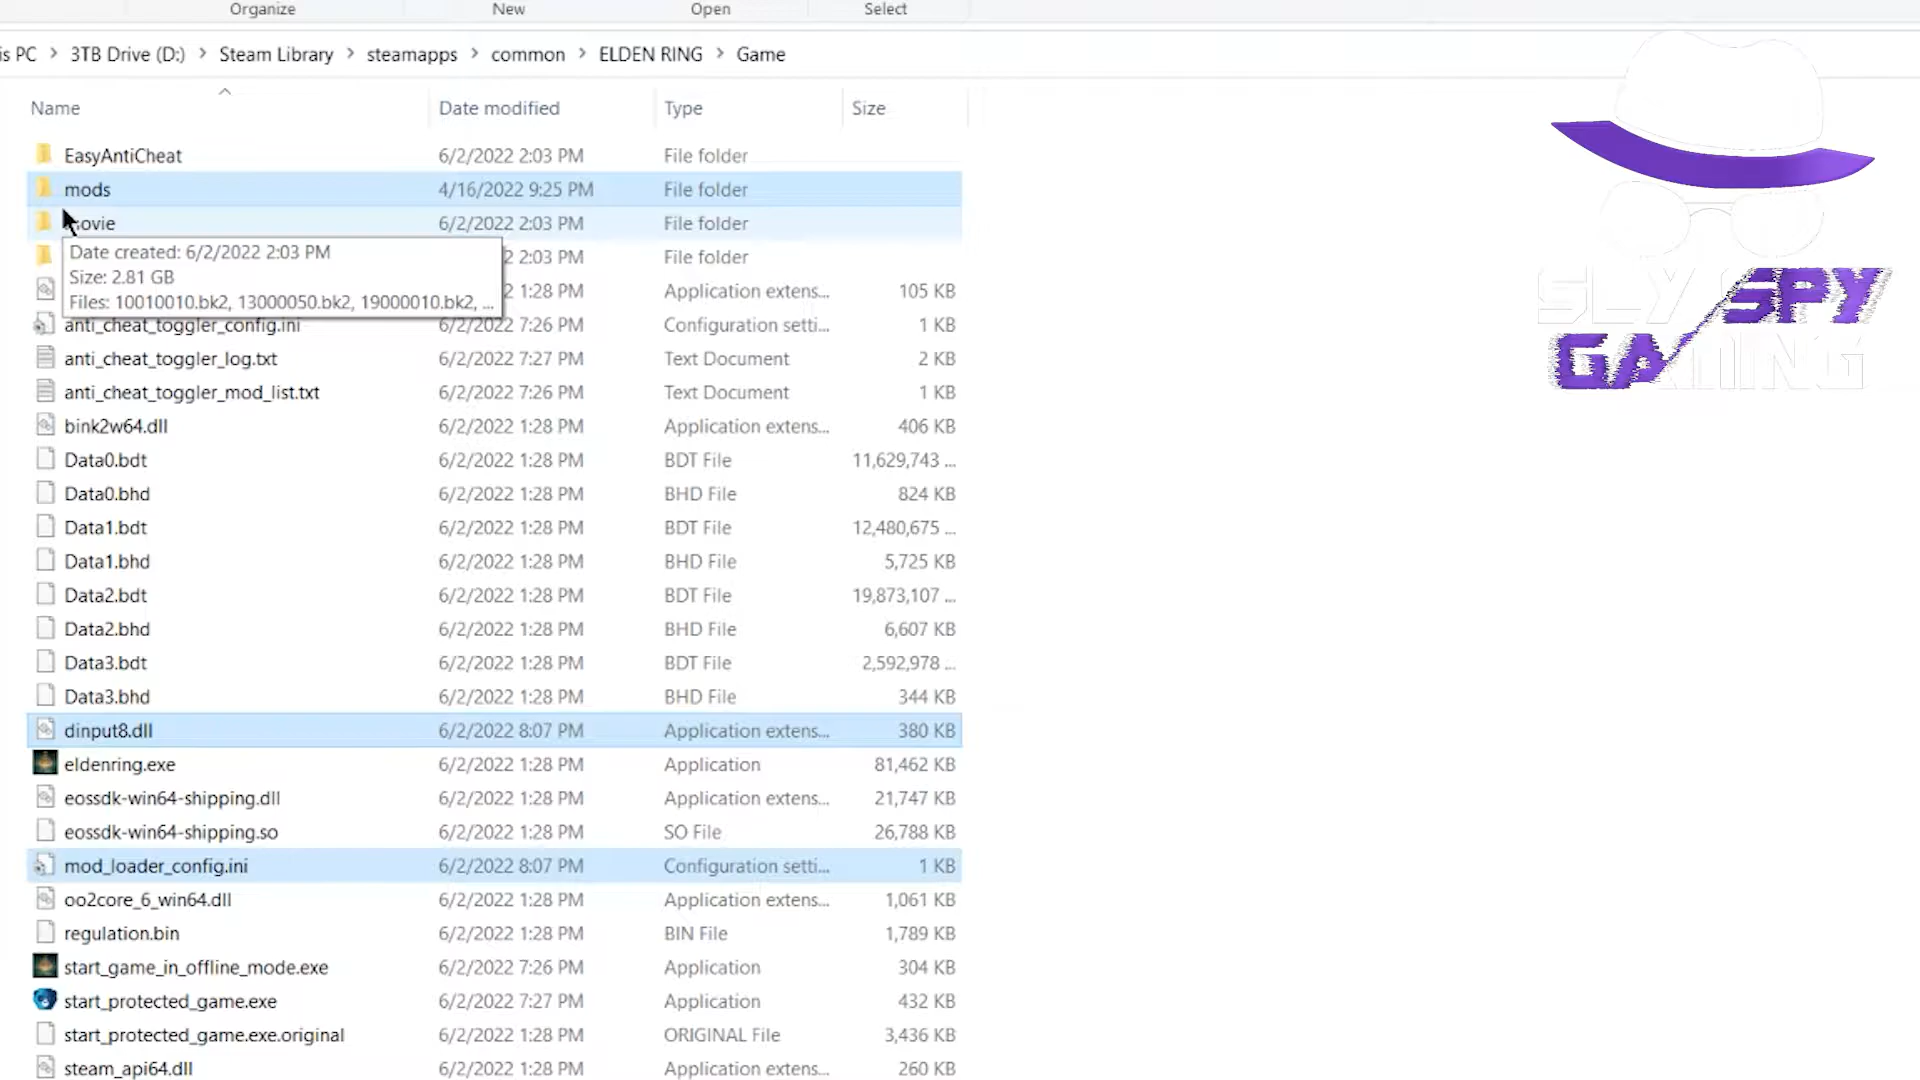 Organize New Open Select
is PC > 3TB Drive (D:) > Steam Library > steamapps > common > ELDEN RING > Game
Name Date modified Type Size
EasyAntiCheat 6/2/2022 2:03 PM File folder
mods 4/16/2022 9:25 PM File folder
ovie 6/2/2022 2:03 PM File folder
Date created: 6/2/2022 2:03 PM
Size: 2.81 GB
Files: 10010010.bk2, 13000050.bk2, 19000010.bk2, ...
2 2:03 PM File folder
2 1:28 PM Application extens... 105 KB
anti_cheat_toggler_config.ini 6/2/2022 7:26 PM Configuration setti... 1 KB
anti_cheat_toggler_log.txt 6/2/2022 7:27 PM Text Document 2 KB
anti_cheat_toggler_mod_list.txt 6/2/2022 7:26 PM Text Document 1 KB
bink2w64.dll 6/2/2022 1:28 PM Application extens... 406 KB
Data0.bdt 6/2/2022 1:28 PM BDT File 11,629,743 ...
Data0.bhd 6/2/2022 1:28 PM BHD File 824 KB
Data1.bdt 6/2/2022 1:28 PM BDT File 12,480,675 ...
Data1.bhd 6/2/2022 1:28 PM BHD File 5,725 KB
Data2.bdt 6/2/2022 1:28 PM BDT File 19,873,107 ...
Data2.bhd 6/2/2022 1:28 PM BHD File 6,607 KB
Data3.bdt 6/2/2022 1:28 PM BDT File 2,592,978 ...
Data3.bhd 6/2/2022 1:28 PM BHD File 344 KB
dinput8.dll 6/2/2022 8:07 PM Application extens... 380 KB
eldenring.exe 6/2/2022 1:28 PM Application 81,462 KB
eossdk-win64-shipping.dll 6/2/2022 1:28 PM Application extens... 21,747 KB
eossdk-win64-shipping.so 6/2/2022 1:28 PM SO File 26,788 KB
mod_loader_config.ini 6/2/2022 8:07 PM Configuration setti... 1 KB
oo2core_6_win64.dll 6/2/2022 1:28 PM Application extens... 1,061 KB
regulation.bin 6/2/2022 1:28 PM BIN File 1,789 KB
start_game_in_offline_mode.exe 6/2/2022 7:26 PM Application 304 KB
start_protected_game.exe 6/2/2022 7:27 PM Application 432 KB
start_protected_game.exe.original 6/2/2022 1:28 PM ORIGINAL File 3,436 KB
steam_api64.dll 6/2/2022 1:28 PM Application extens... 260 KB
SLY SPY
GAMING